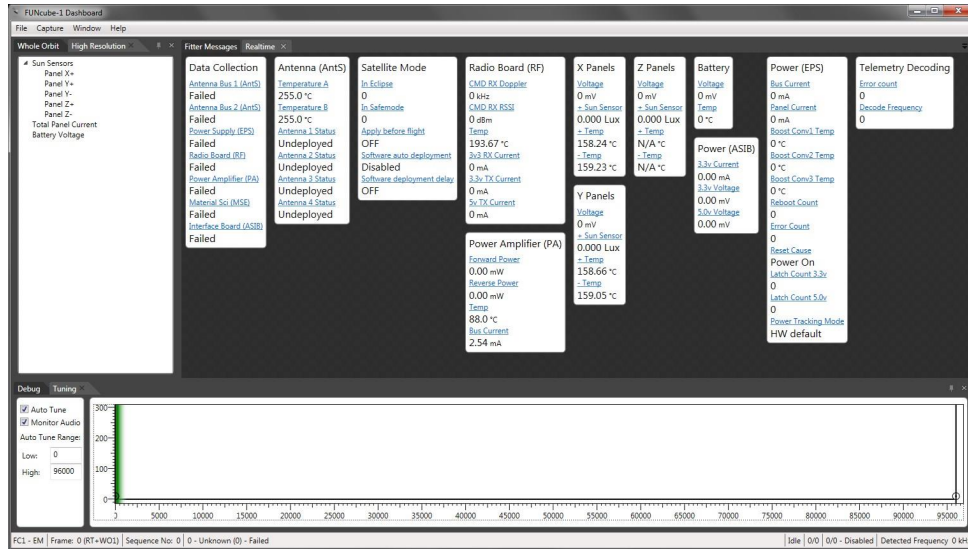 FUNcube-1 Dashboard
File Capture Window Help
Whole Orbit High Resolution
Sun Sensors
Panel X+
Panel Y+
Panel Y-
Panel Z+
Panel Z-
Total Panel Current
Battery Voltage
Fitter Messages Realtime
Data Collection
Antenna Bus 1 (AntS)
Failed
Antenna Bus 2 (AntS)
Failed
Power Supply (EPS)
Failed
Radio Board (RF)
Failed
Power Amplifier (PA)
Failed
Material Sci (MSE)
Failed
Interface Board (ASIB)
Failed
Antenna (AntS)
Temperature A
255.0 °C
Temperature B
255.0 °C
Antenna 1 Status
Undeployed
Antenna 2 Status
Undeployed
Antenna 3 Status
Undeployed
Antenna 4 Status
Undeployed
Satellite Mode
In Eclipse
0
In Safemode
0
Apply before flight
OFF
Software auto deployment
Disabled
Software deployment delay
OFF
Radio Board (RF)
CMD RX Doppler
0 kHz
CMD RX RSSI
0 dBm
Temp
193.67 °C
3v3 RX Current
0 mA
3.3v TX Current
0 mA
5v TX Current
0 mA
Power Amplifier (PA)
Forward Power
0.00 mW
Reverse Power
0.00 mW
Temp
88.0 °C
Bus Current
2.54 mA
X Panels
Voltage
0 mV
+ Sun Sensor
0.000 Lux
+ Temp
158.24 °C
- Temp
159.23 °C
Y Panels
Voltage
0 mV
+ Sun Sensor
0.000 Lux
+ Temp
158.66 °C
- Temp
159.05 °C
Z Panels
Voltage
0 mV
+ Sun Sensor
0.000 Lux
+ Temp
N/A °C
- Temp
N/A °C
Battery
Voltage
0 mV
Temp
0 °C
Power (ASIB)
3.3v Current
0.00 mA
3.3v Voltage
0.00 mV
5.0v Voltage
0.00 mV
Power (EPS)
Bus Current
0 mA
Panel Current
0 mA
Boost Conv1 Temp
0 °C
Boost Conv2 Temp
0 °C
Boost Conv3 Temp
0 °C
Reboot Count
0
Error Count
0
Reset Cause
Power On
Latch Count 3.3v
0
Latch Count 5.0v
0
Power Tracking Mode
HW default
Telemetry Decoding
Error count
0
Decode Frequency
0
Debug Tuning
Auto Tune
Monitor Audio
Auto Tune Range:
Low: 0
High: 96000
300
200
100
0
0 5000 10000 15000 20000 25000 30000 35000 40000 45000 50000 55000 60000 65000 70000 75000 80000 85000 90000 95000
FC1 - EM Frame: 0 (RT+WO1) Sequence No: 0 0 - Unknown (0) - Failed Idle 0/0 0/0 - Disabled Detected Frequency 0 kH